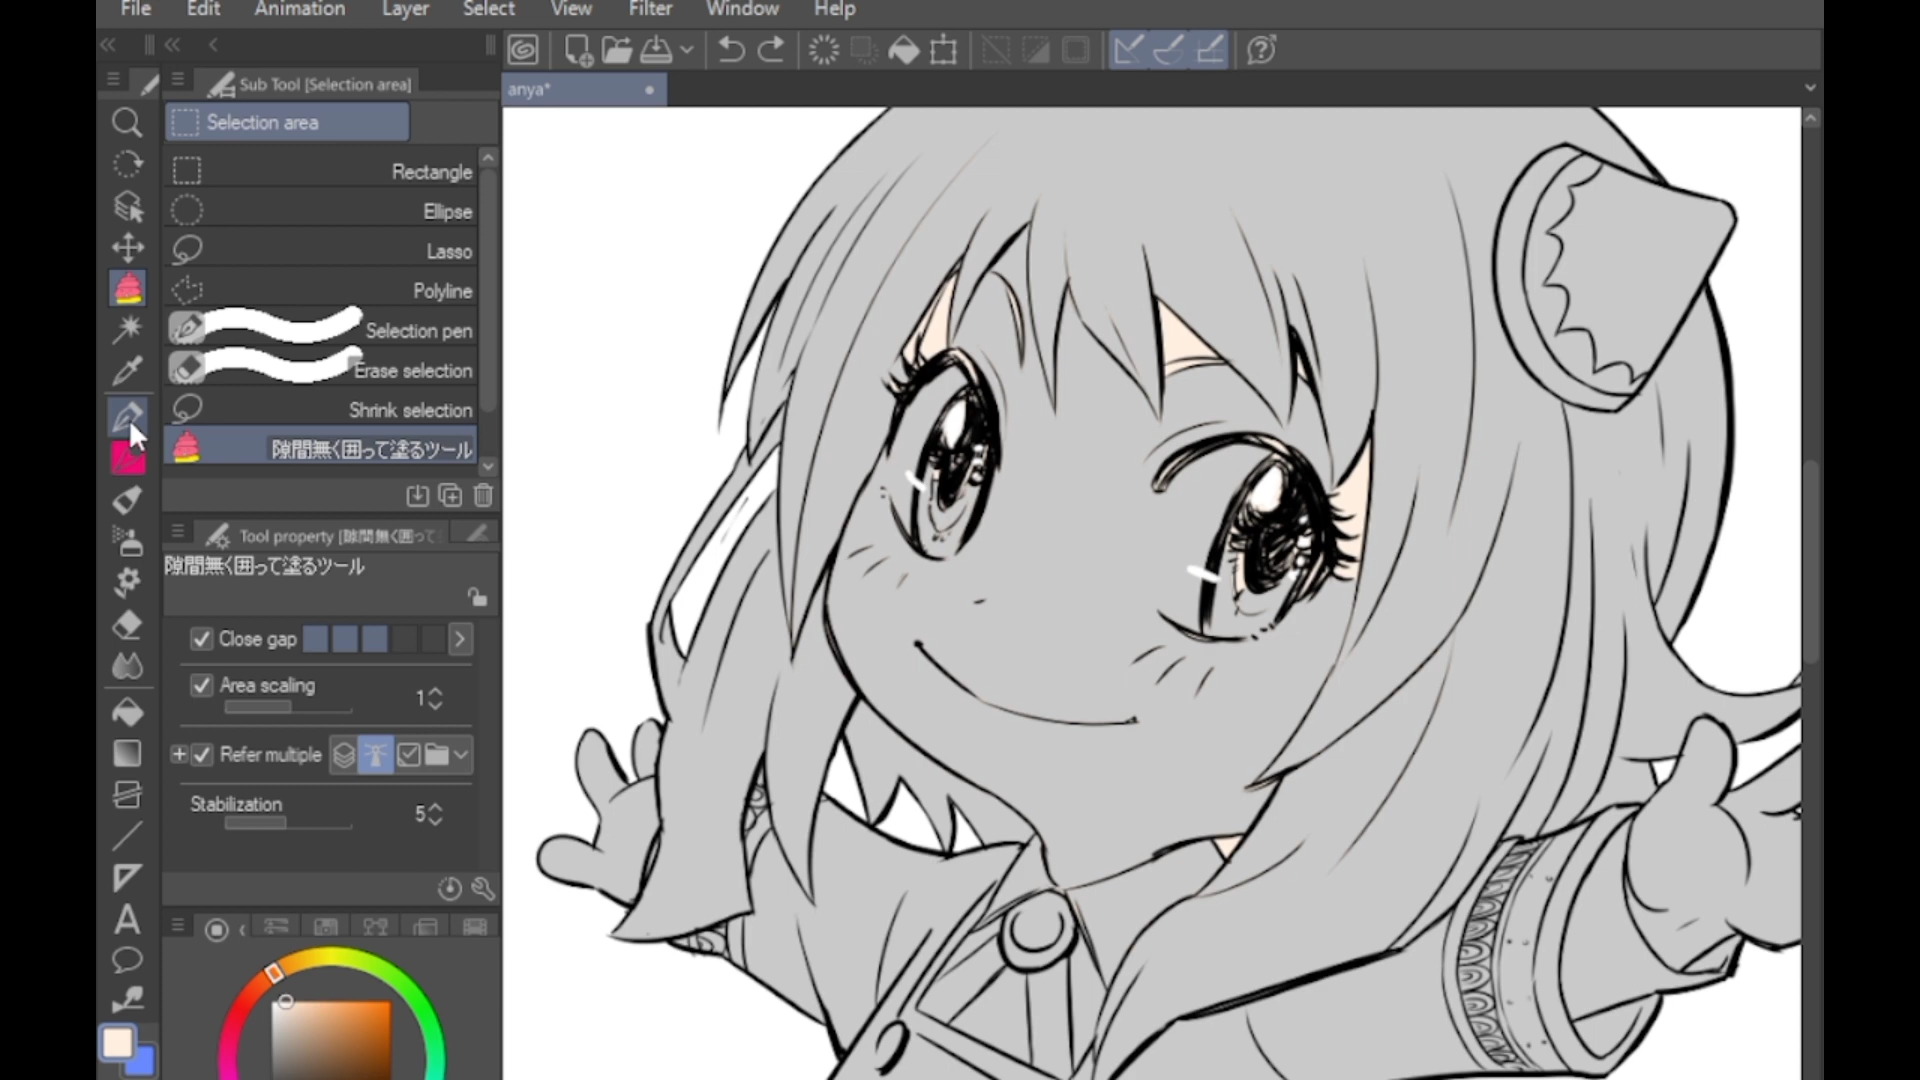 File Edit Animation Layer Select View Filter Window Help
Sub Tool [Selection area]
anya*
Selection area
Rectangle
Ellipse
Lasso
Polyline
Selection pen
Erase selection
Shrink selection
隙間無く囲って塗るツール
Tool property [隙間無く囲って
隙間無く囲って塗るツール
Close gap
Area scaling 1
Refer multiple
Stabilization 5